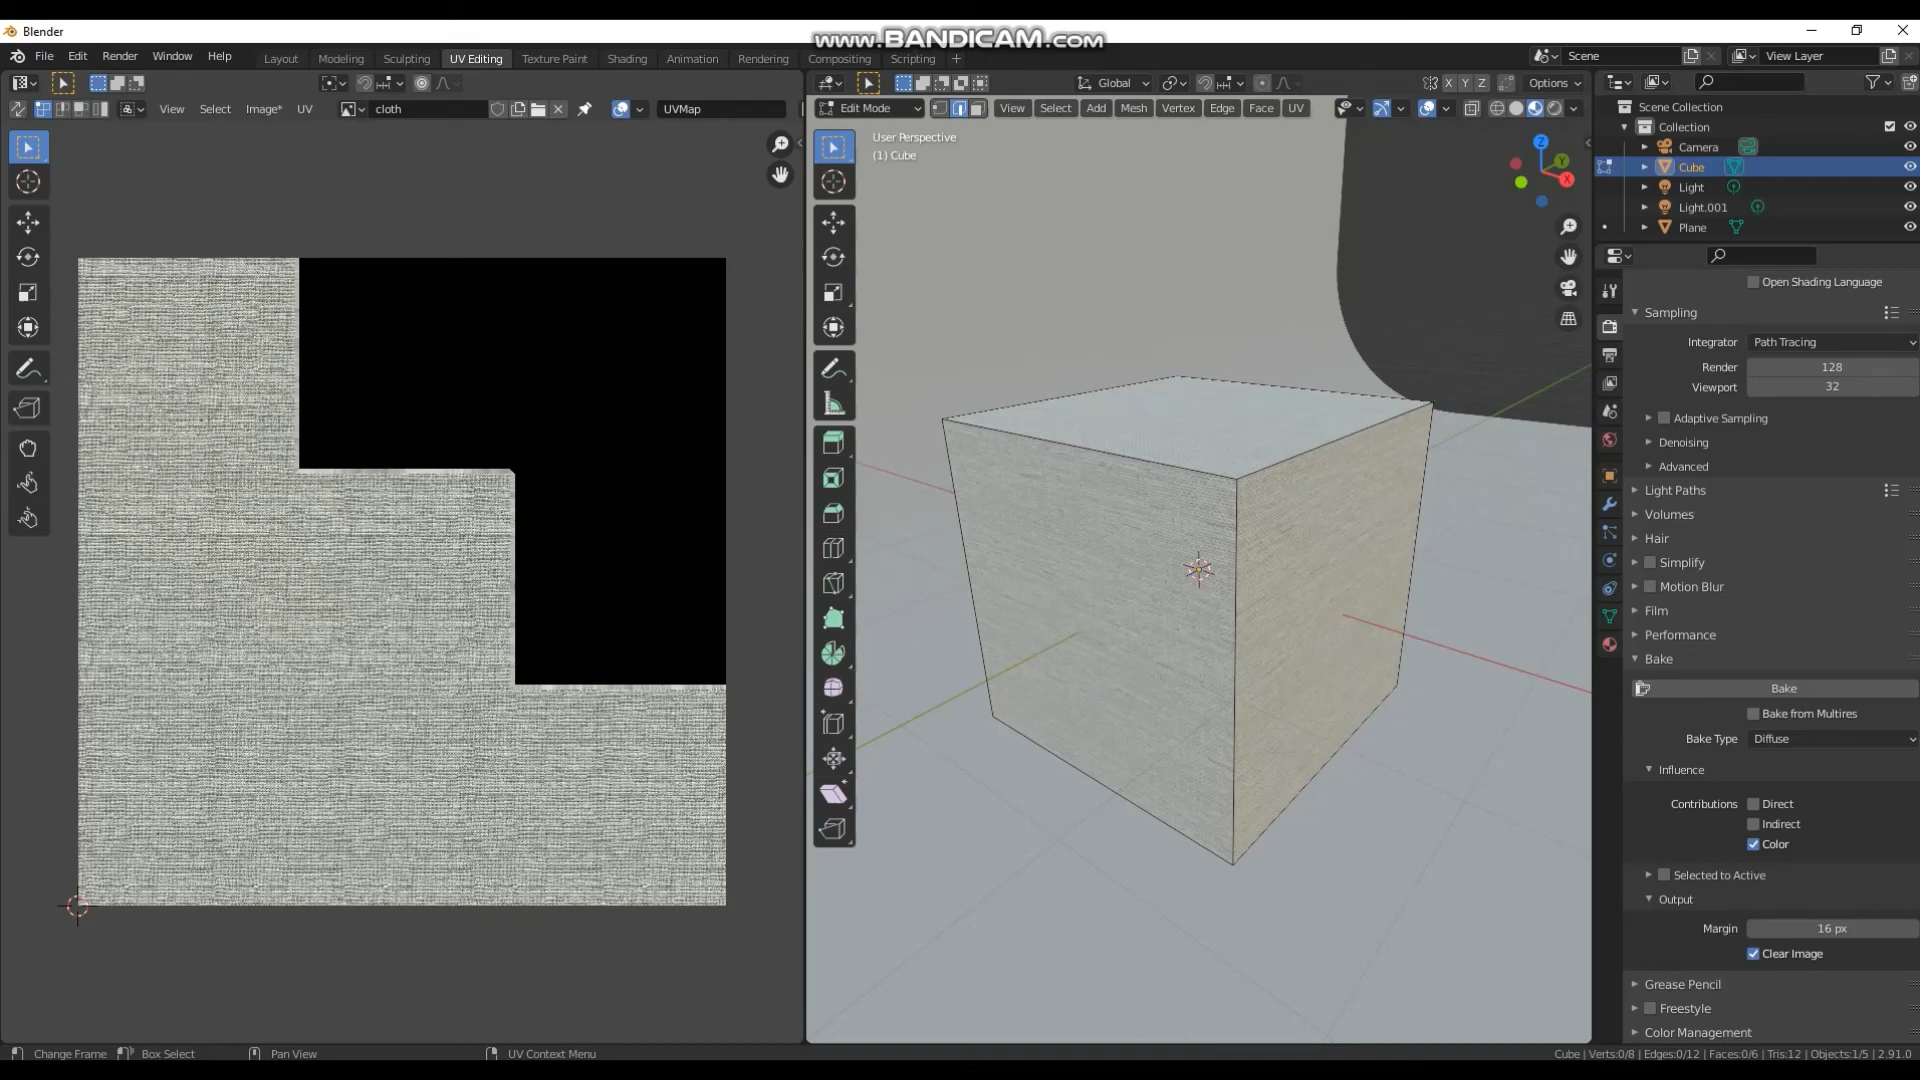 Blender
www.BANDICAM.com
File Edit Render Window Help
Layout Modeling Sculpting UV Editing Texture Paint Shading Animation Rendering Compositing Scripting +
Scene
View Layer
Global
X Y Z
Options
View Select Image* UV
cloth
UVMap
Edit Mode
View Select Add Mesh Vertex Edge Face UV
User Perspective
(1) Cube
Z
Y
X
Scene Collection
Collection
Camera
Cube
Light
Light.001
Plane
Open Shading Language
Sampling
Integrator Path Tracing
Render 128
Viewport 32
Adaptive Sampling
Denoising
Advanced
Light Paths
Volumes
Hair
Simplify
Motion Blur
Film
Performance
Bake
Bake
Bake from Multires
Bake Type Diffuse
Influence
Contributions Direct
Indirect
Color
Selected to Active
Output
Margin 16 px
Clear Image
Grease Pencil
Freestyle
Color Management
Change Frame Box Select Pan View UV Context Menu
Cube | Verts:0/8 | Edges:0/12 | Faces:0/6 | Tris:12 | Objects:1/5 | 2.91.0